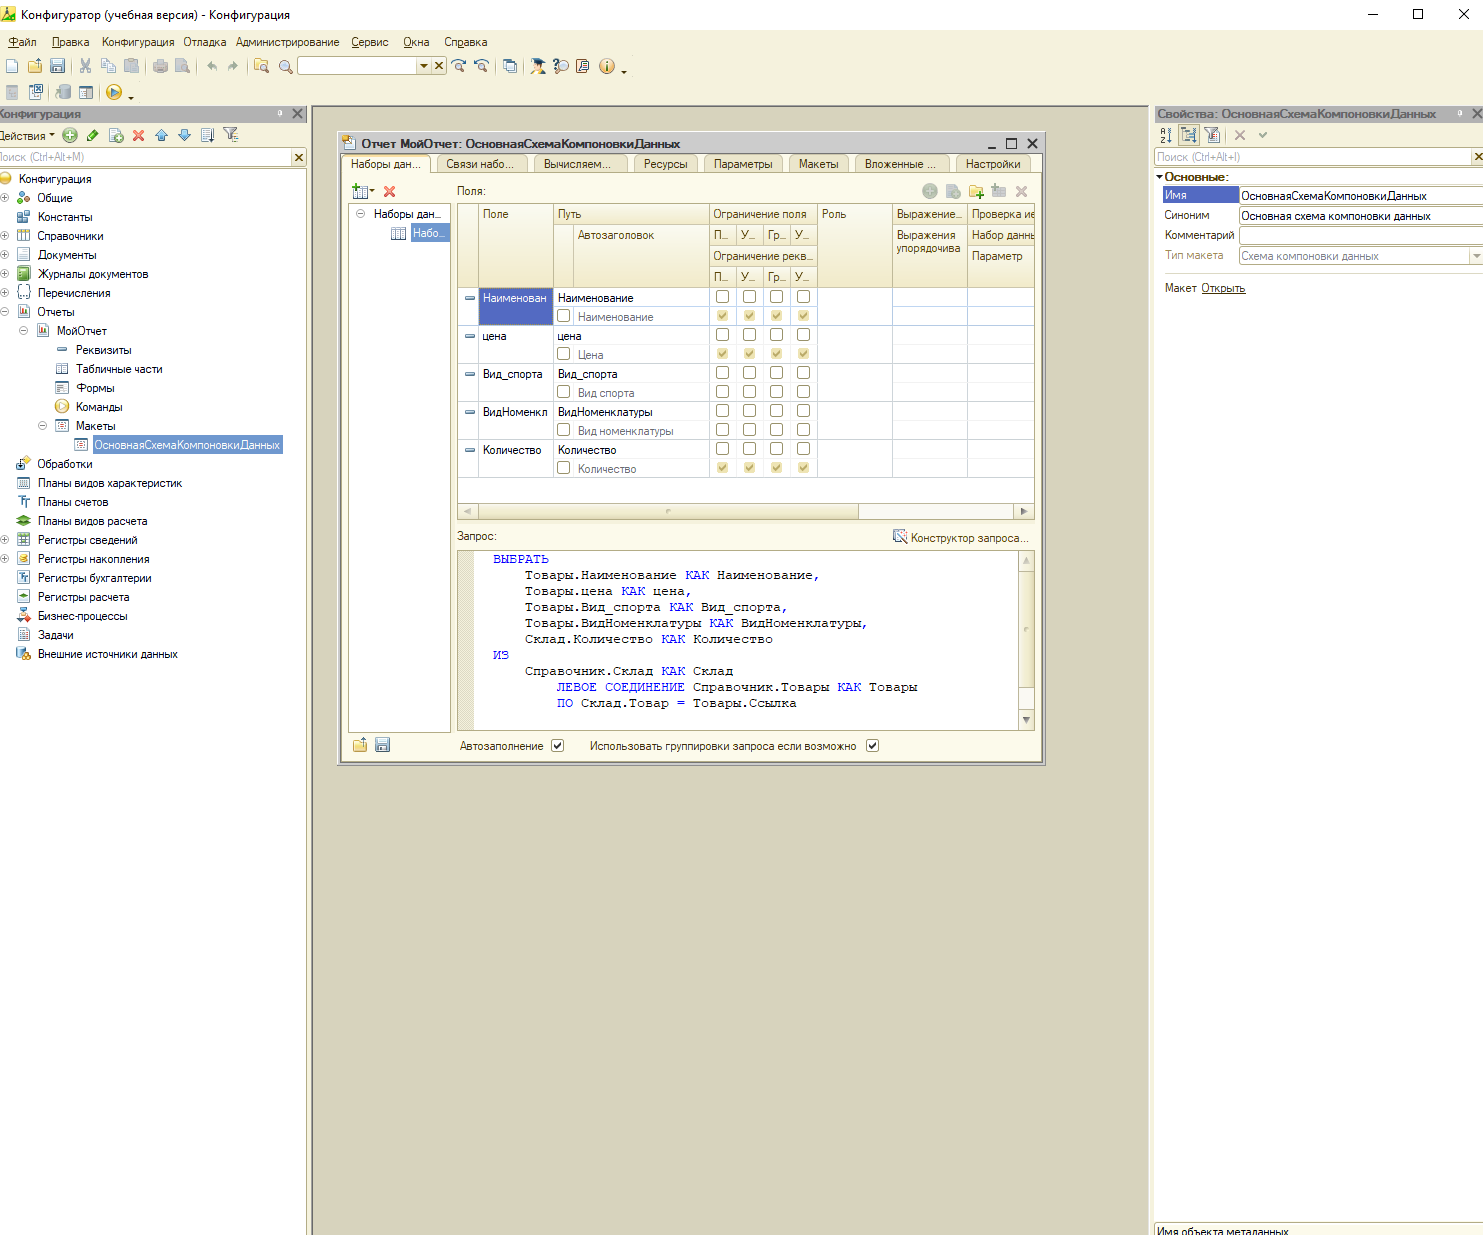 Конфигуратор (учебная версия) - Конфигурация
Файл Правка Конфигурация Отладка Администрирование Сервис Окна Справка
Конфигурация
Действия
Поиск (Ctrl+Alt+M)
Конфигурация
Общие
Константы
Справочники
Документы
Журналы документов
Перечисления
Отчеты
МойОтчет
Реквизиты
Табличные части
Формы
Команды
Макеты
ОсновнаяСхемаКомпоновкиДанных
Обработки
Планы видов характеристик
Планы счетов
Планы видов расчета
Регистры сведений
Регистры накопления
Регистры бухгалтерии
Регистры расчета
Бизнес-процессы
Задачи
Внешние источники данных
Отчет МойОтчет: ОсновнаяСхемаКомпоновкиДанных
Наборы дан... Связи набо... Вычисляем... Ресурсы Параметры Макеты Вложенные ... Настройки
Наборы дан...
Набо...
Поля:
Поле Путь Ограничение поля Роль Выражение... Проверка ие
Автозаголовок П... У... Гр... У... Выражения упорядочива Набор данны
Ограничение рекв... Параметр
П... У... Гр... У...
Наименован Наименование
Наименование
цена цена
Цена
Вид_спорта Вид_спорта
Вид спорта
ВидНоменкл ВидНоменклатуры
Вид номенклатуры
Количество Количество
Количество
Запрос:
Конструктор запроса...
ВЫБРАТЬ
Товары.Наименование КАК Наименование,
Товары.цена КАК цена,
Товары.Вид_спорта КАК Вид_спорта,
Товары.ВидНоменклатуры КАК ВидНоменклатуры,
Склад.Количество КАК Количество
ИЗ
Справочник.Склад КАК Склад
ЛЕВОЕ СОЕДИНЕНИЕ Справочник.Товары КАК Товары
ПО Склад.Товар = Товары.Ссылка
Автозаполнение Использовать группировки запроса если возможно
Свойства: ОсновнаяСхемаКомпоновкиДанных
Поиск (Ctrl+Alt+I)
Основные:
Имя ОсновнаяСхемаКомпоновкиДанных
Синоним Основная схема компоновки данных
Комментарий
Тип макета Схема компоновки данных
Макет Открыть
Имя объекта метаданных